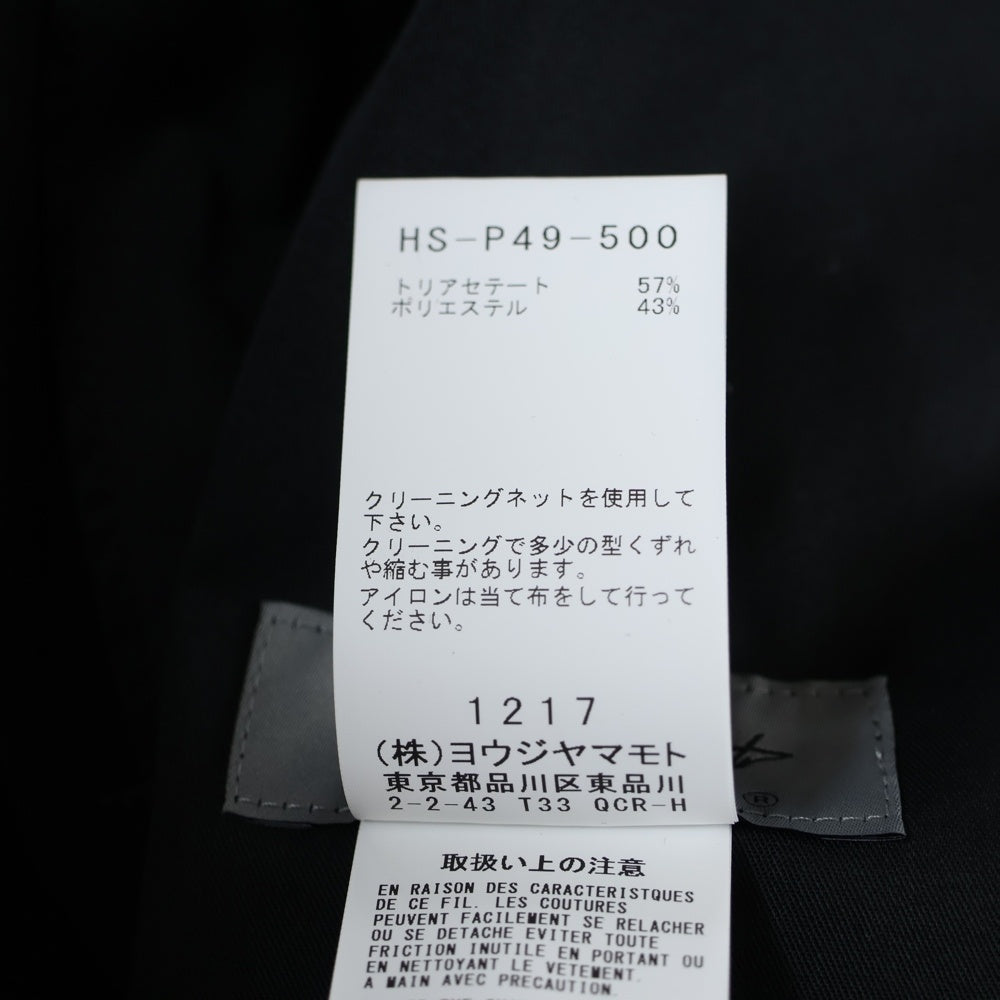 HS-P49-500
トリアセテート 57%
ポリエステル 43%
クリーニングネットを使用して
下さい。
クリーニングで多少の型くずれ
や縮む事があります。
アイロンは当て布をして行って
ください。
1217
(株)ヨウジヤマモト
東京都品川区東品川
2-2-43 T33 QCR-H
®
取扱い上の注意
EN RAISON DES CARACTERISTQUES
DE CE FIL. LES COUTURES
PEUVENT FACILEMENT SE RELACHER
OU SE DETACHE EVITER TOUTE
FRICTION INUTILE EN PORTANT OU
EN NETTOYANT LE VETEMENT.
A MAIN AVEC PRECAUTION.